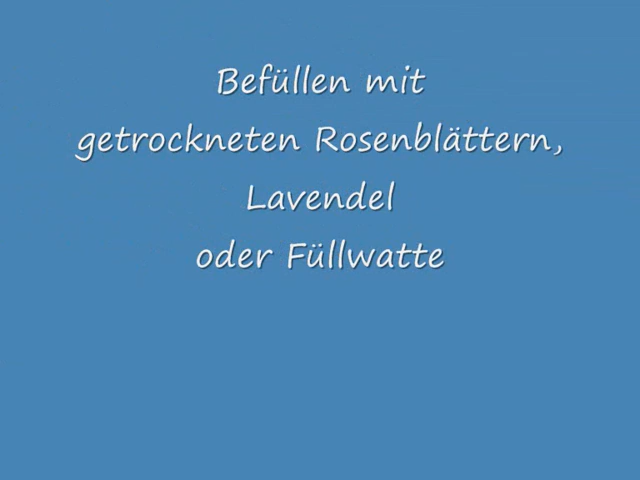 Befüllen mit
getrockneten Rosenblättern,
Lavendel
oder Füllwatte